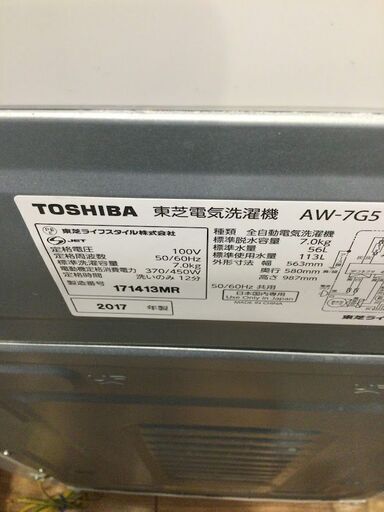 TOSHIBA 東芝電気洗濯機 AW-7G5
PS
E
JET
東芝ライフスタイル株式会社
定格電圧 100V
定格周波数 50/60Hz
標準洗濯容量 7.0kg
電動機定格消費電力 370/450W
定格時間 洗いのみ 12分
製造番号 171413MR
2017 年製
種類 全自動電気洗濯機
標準脱水容量 7.0kg
標準水量 56L
標準使用水量 113L
外形寸法 幅 563mm
奥行 580mm
高さ 987mm
50/60Hz 共用
日本国内専用
Use Only in Japan
MADE IN CHINA
東芝ライ